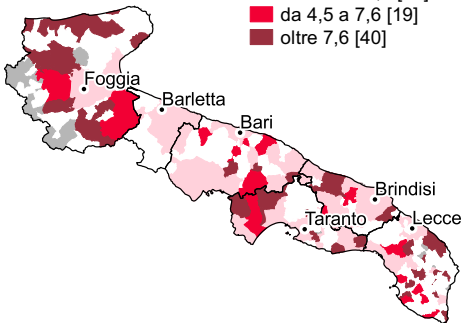 da 4,5 a 7,6 [19]
oltre 7,6 [40]
Foggia
Barletta
Bari
Brindisi
Taranto
Lecce